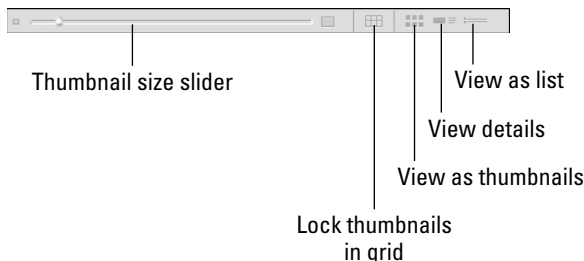 Thumbnail size slider
View as list
View details
View as thumbnails
Lock thumbnails
in grid